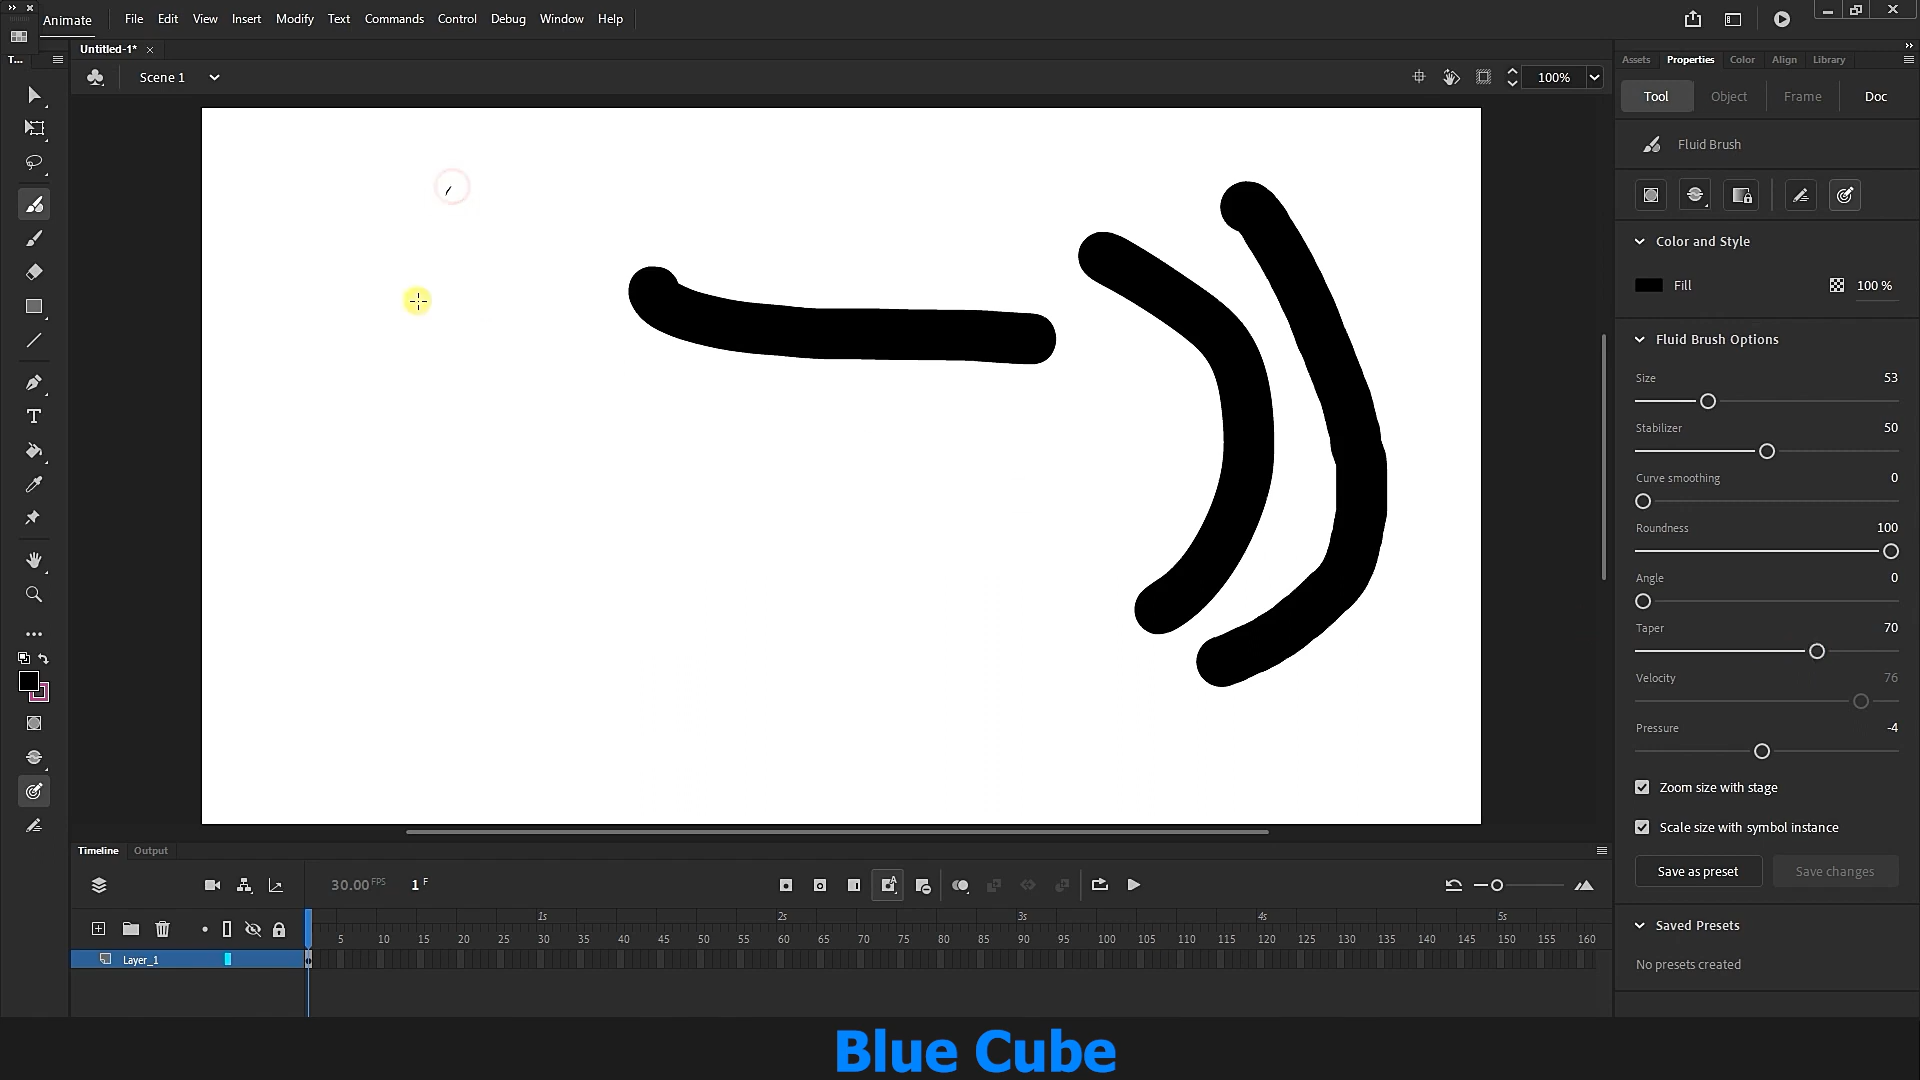 Animate File Edit View Insert Modify Text Commands Control Debug Window Help
Untitled-1*
T...
Scene 1
100%
Assets Properties Color Align Library
Tool Object Frame Doc
Fluid Brush
Color and Style
Fill 100 %
Fluid Brush Options
Size 53
Stabilizer 50
Curve smoothing 0
Roundness 100
Angle 0
Taper 70
Velocity 76
Pressure -4
Zoom size with stage
Scale size with symbol instance
Save as preset Save changes
Saved Presets
No presets created
Timeline Output
30.00 FPS 1 F
1s 2s 3s 4s 5s
5 10 15 20 25 30 35 40 45 50 55 60 65 70 75 80 85 90 95 100 105 110 115 120 125 130 135 140 145 150 155 160
Layer_1
Blue Cube